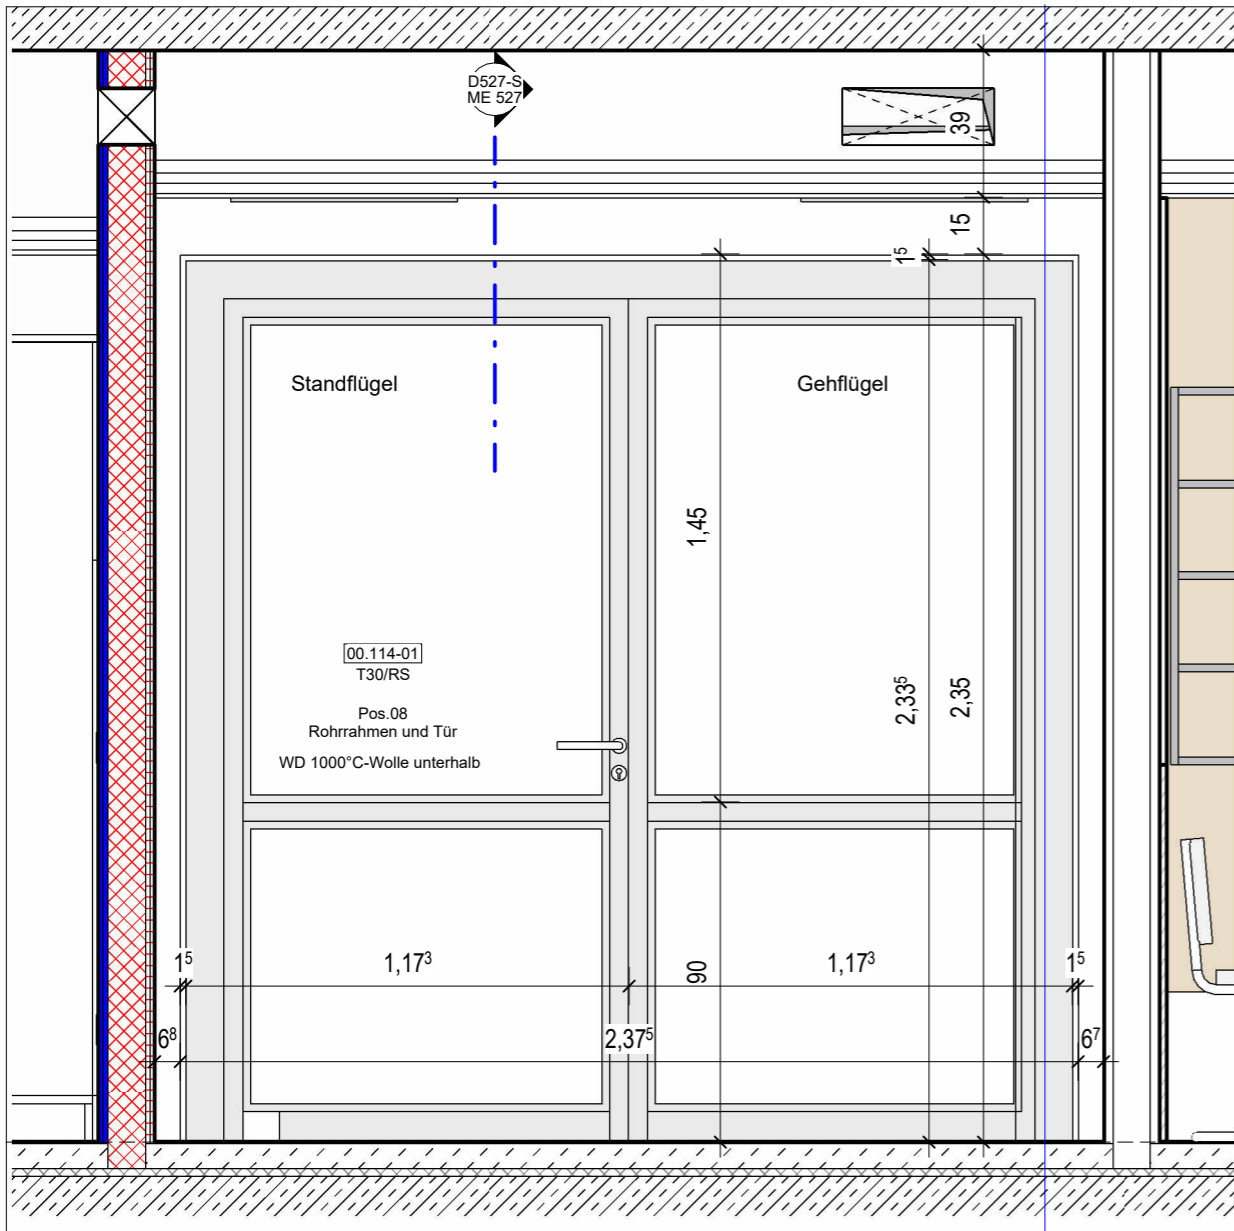 D527-S
ME 527
39
15
1⁵
Standflügel
Gehflügel
1,45
00.114-01
T30/RS
Pos.08
Rohrrahmen und Tür
WD 1000°C-Wolle unterhalb
2,33⁵
2,35
1⁵
1,17³
90
1,17³
1⁵
6⁸
2,37⁵
6⁷